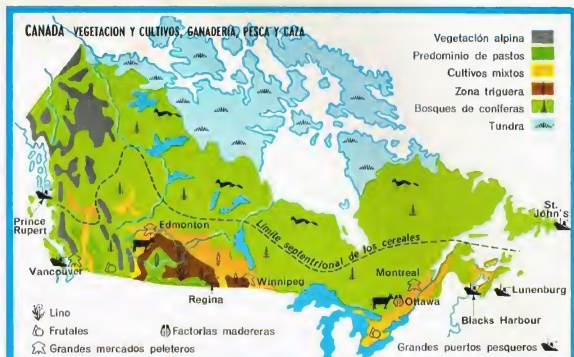 CANADA VEGETACION Y CULTIVOS, GANADERÍA, PESCA Y CAZA
Vegetación alpina
Predominio de pastos
Cultivos mixtos
Zona triguera
Bosques de coníferas
Tundra
Prince
Rupert
Edmonton
Límite septentrional de los cereales
St.
John's
Vancouver
Winnipeg
Montreal
Lunenburg
Regina
Ottawa
Blacks Harbour
Lino
Frutales
Factorías madereras
Grandes mercados peleteros
Grandes puertos pesqueros